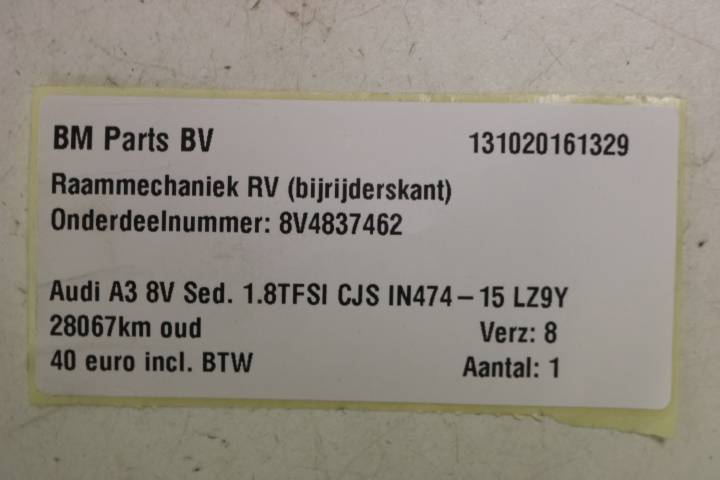 BM Parts BV 131020161329
Raammechaniek RV (bijrijderskant)
Onderdeelnummer: 8V4837462
Audi A3 8V Sed. 1.8TFSI CJS IN474-15 LZ9Y
28067km oud Verz: 8
40 euro incl. BTW Aantal: 1